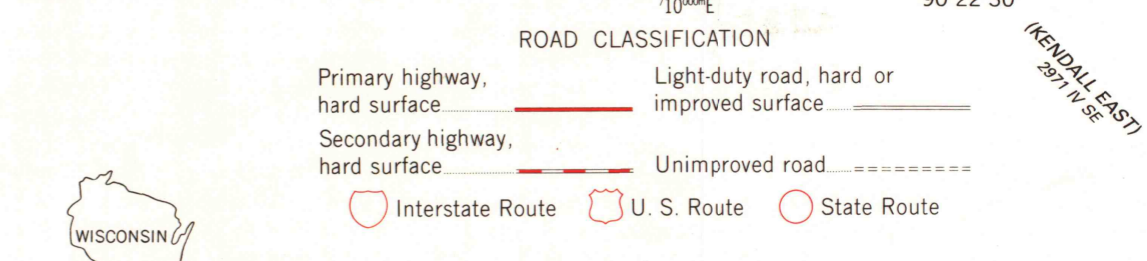 ROAD CLASSIFICATION
Primary highway,
hard surface
Light-duty road, hard or
improved surface
Secondary highway,
hard surface
Unimproved road
Interstate Route
U. S. Route
State Route
WISCONSIN
(KENDALL EAST)
2971 IV SE